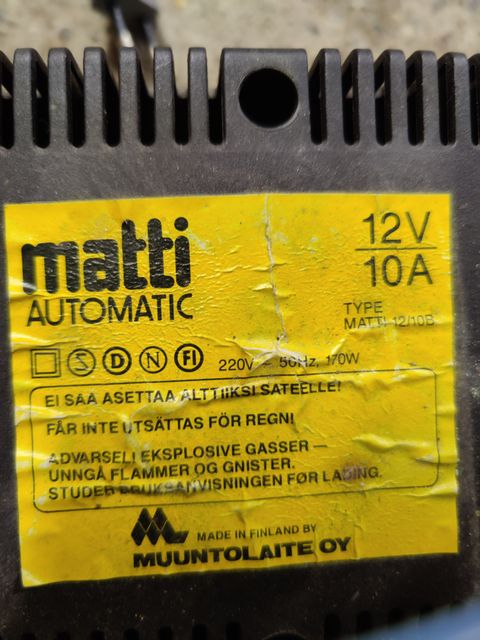 matti
AUTOMATIC
12V
10A
TYPE
MATTI 12/10B
S D N FI
220V ~ 50Hz, 170W
EI SAA ASETTAA ALTTIIKSI SATEELLE!
FÅR INTE UTSÄTTAS FÖR REGN!
ADVARSEL! EKSPLOSIVE GASSER —
UNNGÅ FLAMMER OG GNISTER.
STUDER BRUKSANVISNINGEN FØR LADING.
MADE IN FINLAND BY
MUUNTOLAITE OY